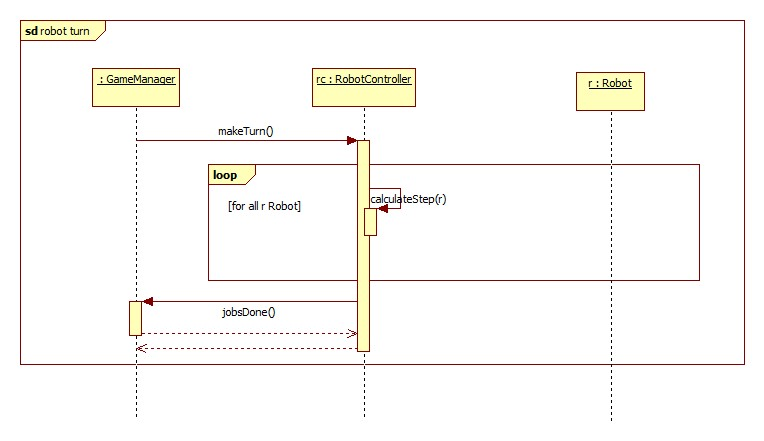 sd robot turn
: GameManager
rc : RobotController
r : Robot
makeTurn()
loop
calculateStep(r)
[for all r Robot]
jobsDone()